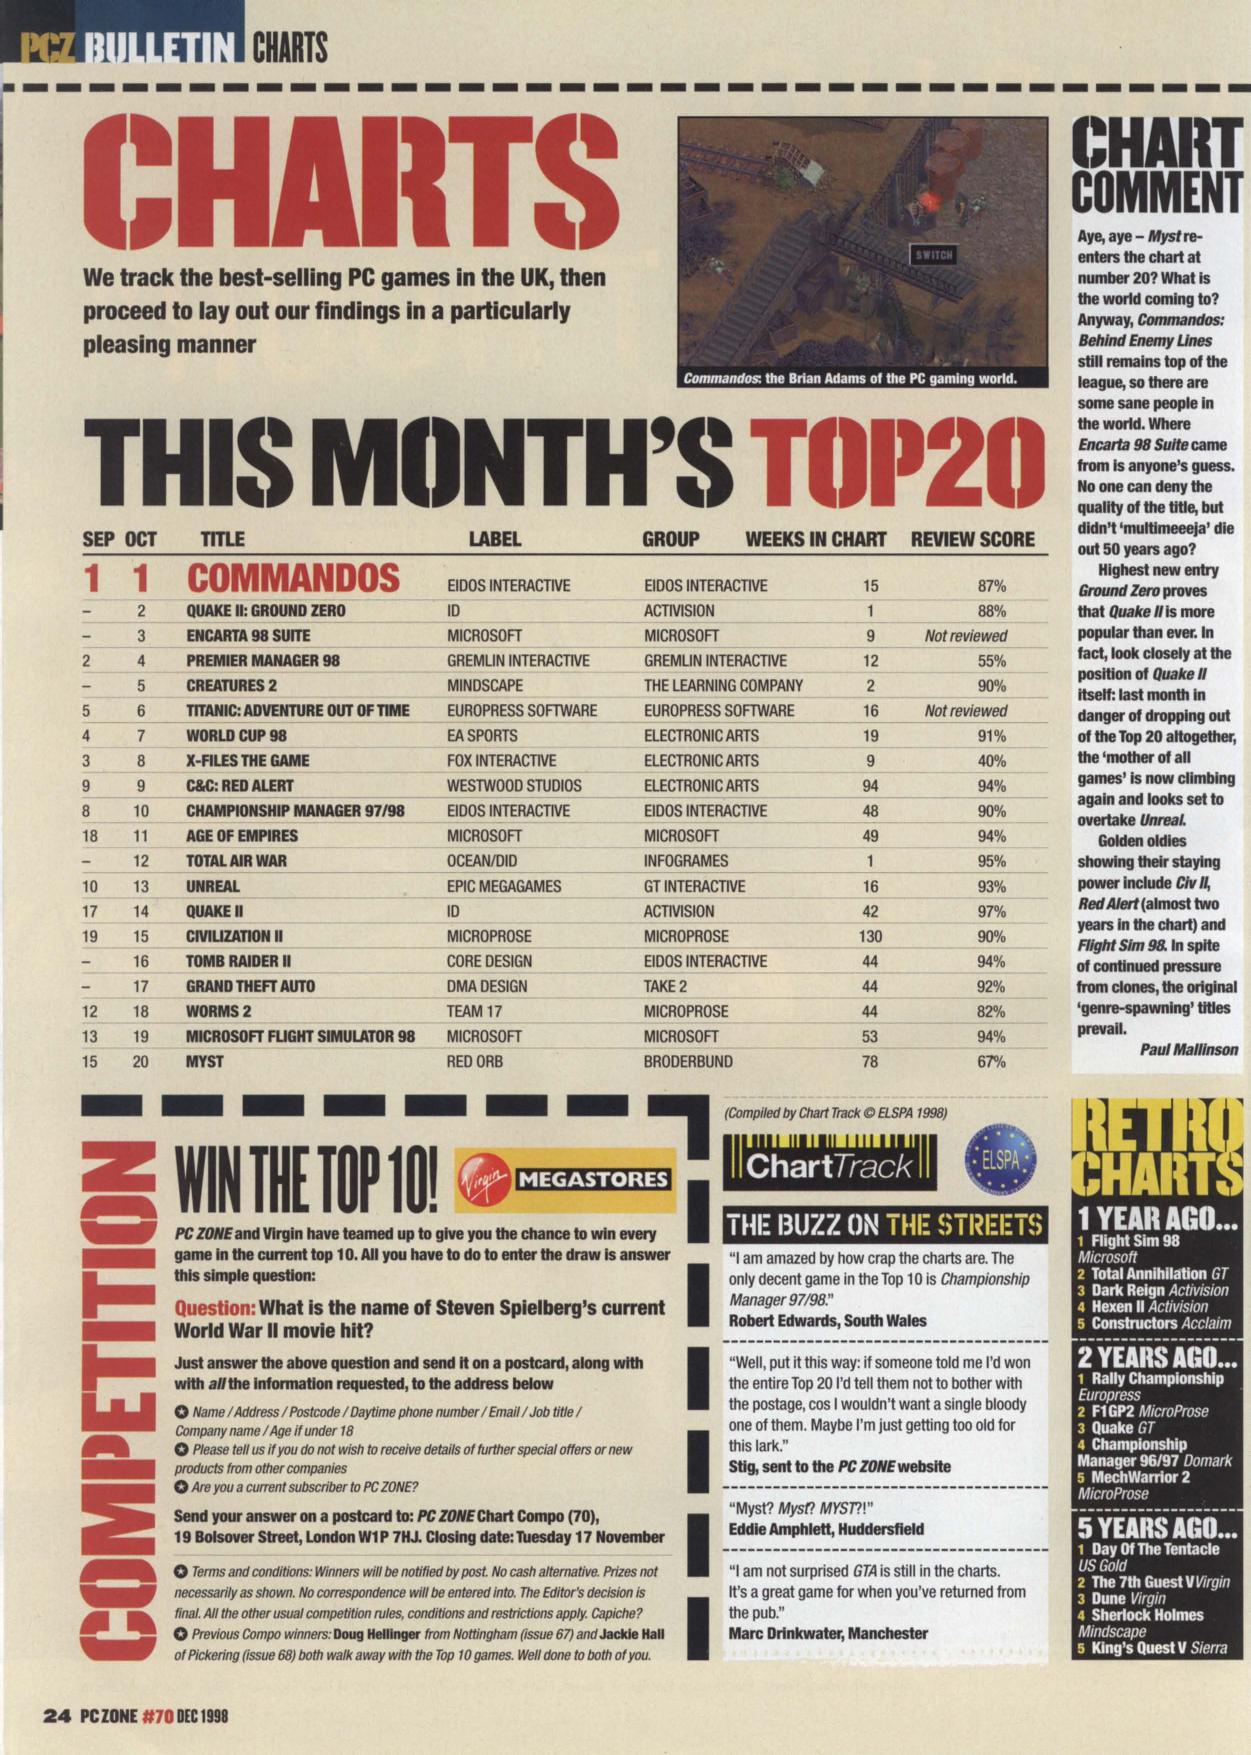 PCZ BULLETIN CHARTS
CHARTS
We track the best-selling PC games in the UK, then
proceed to lay out our findings in a particularly
pleasing manner
SWITCH
Commandos: the Brian Adams of the PC gaming world.
THIS MONTH'S TOP20
SEP OCT TITLE LABEL GROUP WEEKS IN CHART REVIEW SCORE
1 1 COMMANDOS EIDOS INTERACTIVE EIDOS INTERACTIVE 15 87%
– 2 QUAKE II: GROUND ZERO ID ACTIVISION 1 88%
– 3 ENCARTA 98 SUITE MICROSOFT MICROSOFT 9 Not reviewed
2 4 PREMIER MANAGER 98 GREMLIN INTERACTIVE GREMLIN INTERACTIVE 12 55%
– 5 CREATURES 2 MINDSCAPE THE LEARNING COMPANY 2 90%
5 6 TITANIC: ADVENTURE OUT OF TIME EUROPRESS SOFTWARE EUROPRESS SOFTWARE 16 Not reviewed
4 7 WORLD CUP 98 EA SPORTS ELECTRONIC ARTS 19 91%
3 8 X-FILES THE GAME FOX INTERACTIVE ELECTRONIC ARTS 9 40%
9 9 C&C: RED ALERT WESTWOOD STUDIOS ELECTRONIC ARTS 94 94%
8 10 CHAMPIONSHIP MANAGER 97/98 EIDOS INTERACTIVE EIDOS INTERACTIVE 48 90%
18 11 AGE OF EMPIRES MICROSOFT MICROSOFT 49 94%
– 12 TOTAL AIR WAR OCEAN/DID INFOGRAMES 1 95%
10 13 UNREAL EPIC MEGAGAMES GT INTERACTIVE 16 93%
17 14 QUAKE II ID ACTIVISION 42 97%
19 15 CIVILIZATION II MICROPROSE MICROPROSE 130 90%
– 16 TOMB RAIDER II CORE DESIGN EIDOS INTERACTIVE 44 94%
– 17 GRAND THEFT AUTO DMA DESIGN TAKE 2 44 92%
12 18 WORMS 2 TEAM 17 MICROPROSE 44 82%
13 19 MICROSOFT FLIGHT SIMULATOR 98 MICROSOFT MICROSOFT 53 94%
15 20 MYST RED ORB BRODERBUND 78 67%
CHART
COMMENT
Aye, aye – Myst re-
enters the chart at
number 20? What is
the world coming to?
Anyway, Commandos:
Behind Enemy Lines
still remains top of the
league, so there are
some sane people in
the world. Where
Encarta 98 Suite came
from is anyone's guess.
No one can deny the
quality of the title, but
didn't 'multimeeeja' die
out 50 years ago?
Highest new entry
Ground Zero proves
that Quake II is more
popular than ever. In
fact, look closely at the
position of Quake II
itself: last month in
danger of dropping out
of the Top 20 altogether,
the 'mother of all
games' is now climbing
again and looks set to
overtake Unreal.
Golden oldies
showing their staying
power include Civ II,
Red Alert (almost two
years in the chart) and
Flight Sim 98. In spite
of continued pressure
from clones, the original
'genre-spawning' titles
prevail.
Paul Mallinson
COMPETITION
WIN THE TOP 10!
Virgin MEGASTORES
PC ZONE and Virgin have teamed up to give you the chance to win every
game in the current top 10. All you have to do to enter the draw is answer
this simple question:
Question: What is the name of Steven Spielberg's current
World War II movie hit?
Just answer the above question and send it on a postcard, along with
with all the information requested, to the address below
Name / Address / Postcode / Daytime phone number / Email / Job title /
Company name / Age if under 18
Please tell us if you do not wish to receive details of further special offers or new
products from other companies
Are you a current subscriber to PC ZONE?
Send your answer on a postcard to: PC ZONE Chart Compo (70),
19 Bolsover Street, London W1P 7HJ. Closing date: Tuesday 17 November
Terms and conditions: Winners will be notified by post. No cash alternative. Prizes not
necessarily as shown. No correspondence will be entered into. The Editor's decision is
final. All the other usual competition rules, conditions and restrictions apply. Capiche?
Previous Compo winners: Doug Hellinger from Nottingham (issue 67) and Jackie Hall
of Pickering (issue 68) both walk away with the Top 10 games. Well done to both of you.
(Compiled by Chart Track © ELSPA 1998)
ChartTrack
ELSPA
THE BUZZ ON THE STREETS
"I am amazed by how crap the charts are. The
only decent game in the Top 10 is Championship
Manager 97/98."
Robert Edwards, South Wales
"Well, put it this way: if someone told me I'd won
the entire Top 20 I'd tell them not to bother with
the postage, cos I wouldn't want a single bloody
one of them. Maybe I'm just getting too old for
this lark."
Stig, sent to the PC ZONE website
"Myst? Myst? MYST?!"
Eddie Amphlett, Huddersfield
"I am not surprised GTA is still in the charts.
It's a great game for when you've returned from
the pub."
Marc Drinkwater, Manchester
RETRO
CHARTS
1 YEAR AGO...
1 Flight Sim 98
Microsoft
2 Total Annihilation GT
3 Dark Reign Activision
4 Hexen II Activision
5 Constructors Acclaim
2 YEARS AGO...
1 Rally Championship
Europress
2 F1GP2 MicroProse
3 Quake GT
4 Championship
Manager 96/97 Domark
5 MechWarrior 2
MicroProse
5 YEARS AGO...
1 Day Of The Tentacle
US Gold
2 The 7th Guest V Virgin
3 Dune Virgin
4 Sherlock Holmes
Mindscape
5 King's Quest V Sierra
24 PC ZONE #70 DEC 1998